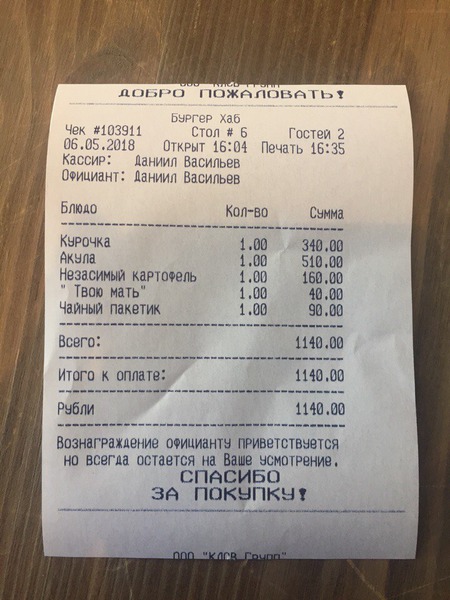 ООО "КЛСВ Групп"
ДОБРО ПОЖАЛОВАТЬ!
Бургер Хаб
Чек #103911 Стол # 6 Гостей 2
06.05.2018 Открыт 16:04 Печать 16:35
Кассир: Даниил Васильев
Официант: Даниил Васильев
Блюдо Кол-во Сумма
Курочка 1.00 340.00
Акула 1.00 510.00
Незасимый картофель 1.00 160.00
" Твою мать" 1.00 40.00
Чайный пакетик 1.00 90.00
Всего: 1140.00
Итого к оплате: 1140.00
Рубли 1140.00
Вознаграждение официанту приветствуется
но всегда остается на Ваше усмотрение.
СПАСИБО
ЗА ПОКУПКУ!
ООО "КЛСВ Групп"